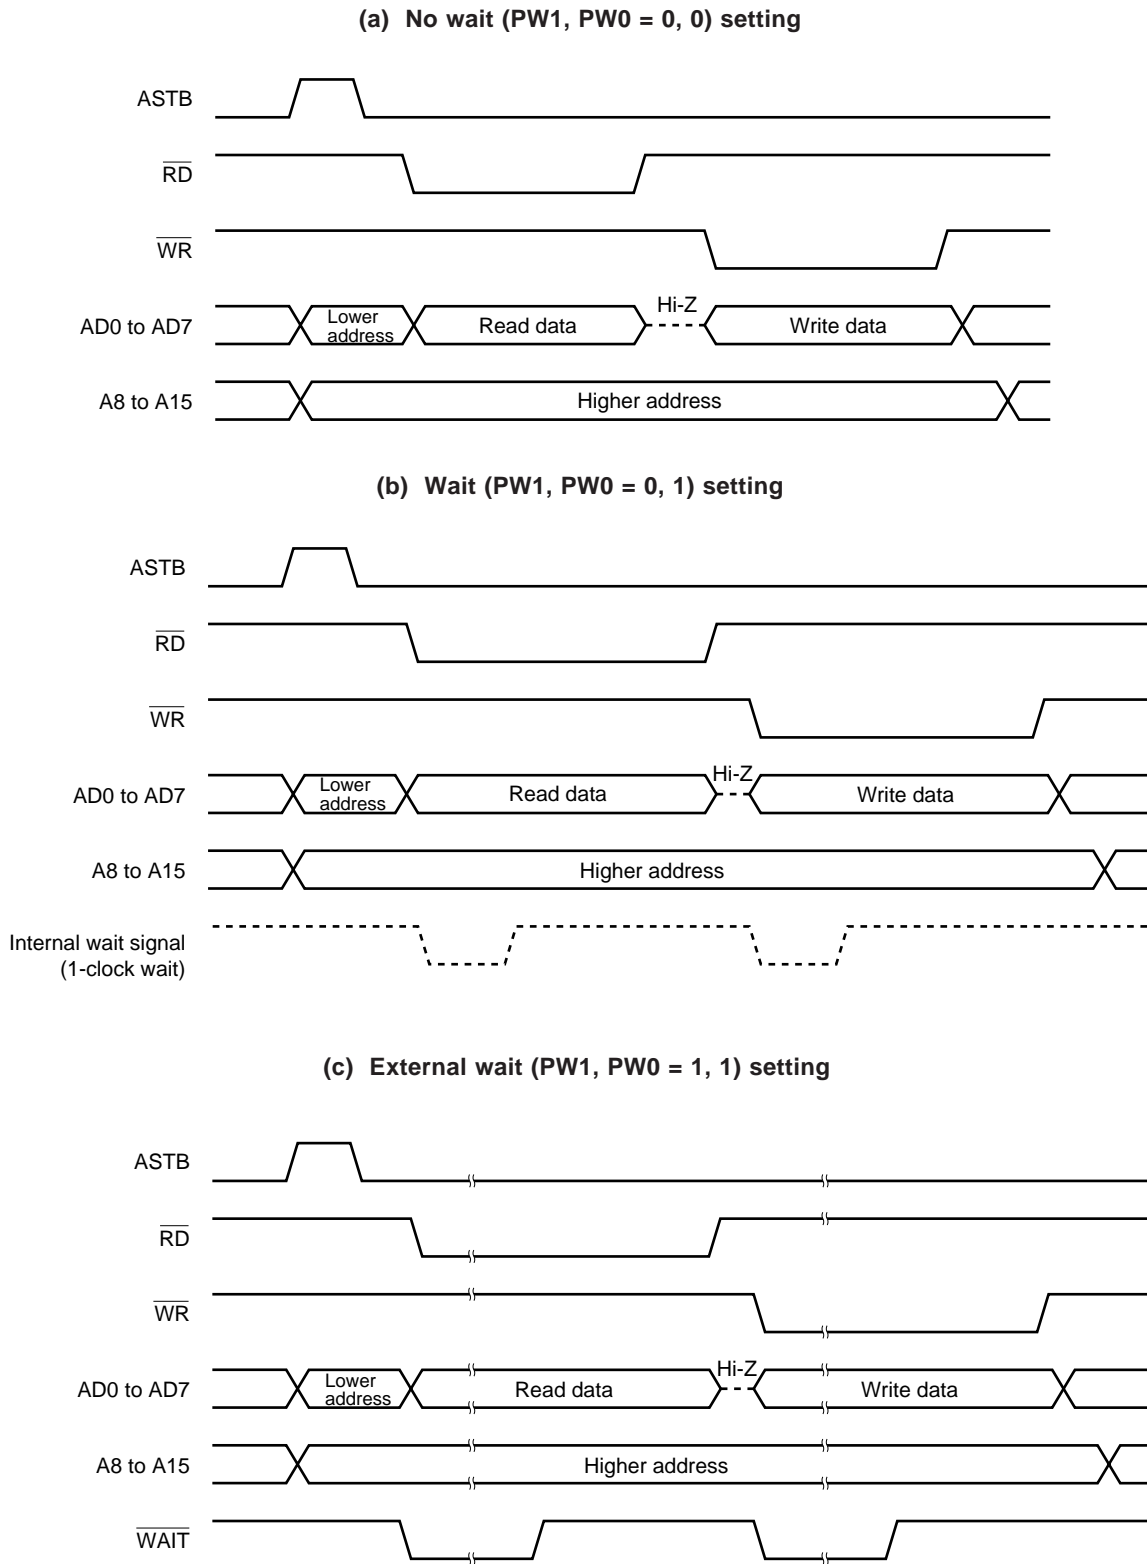 (a) No wait (PW1, PW0 = 0, 0) setting
ASTB
RD
WR
AD0 to AD7
Lower
address
Read data
Hi-Z
Write data
A8 to A15
Higher address
(b) Wait (PW1, PW0 = 0, 1) setting
ASTB
RD
WR
AD0 to AD7
Lower
address
Read data
Hi-Z
Write data
A8 to A15
Higher address
Internal wait signal
(1-clock wait)
(c) External wait (PW1, PW0 = 1, 1) setting
ASTB
RD
WR
AD0 to AD7
Lower
address
Read data
Hi-Z
Write data
A8 to A15
Higher address
WAIT